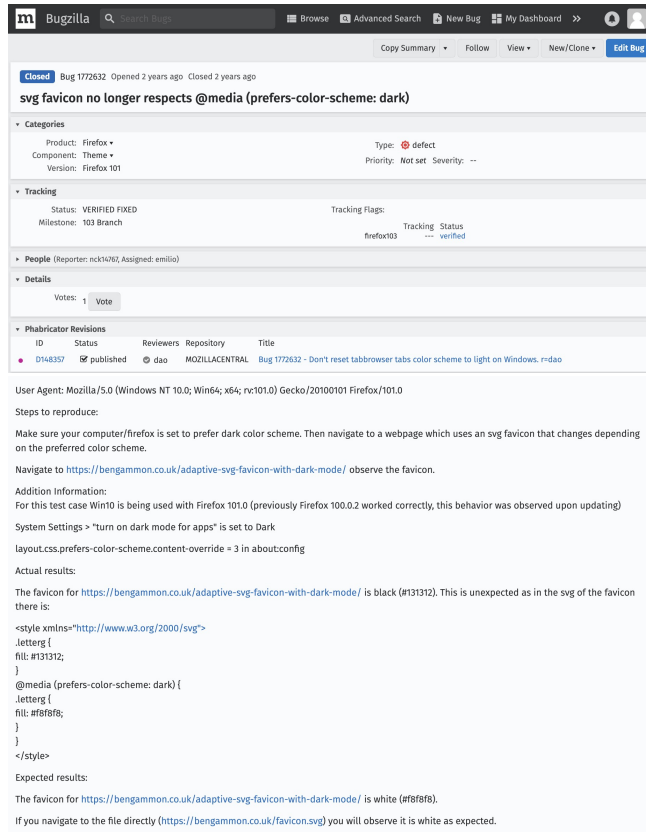 m Bugzilla Search Bugs Browse Advanced Search New Bug My Dashboard »
Copy Summary ▾ Follow View ▾ New/Clone ▾ Edit Bug
Closed Bug 1772632 Opened 2 years ago Closed 2 years ago
svg favicon no longer respects @media (prefers-color-scheme: dark)
▾ Categories
Product: Firefox ▾ Type: defect
Component: Theme ▾ Priority: Not set Severity: --
Version: Firefox 101
▾ Tracking
Status: VERIFIED FIXED Tracking Flags:
Milestone: 103 Branch
Tracking Status
firefox103 --- verified
▸ People (Reporter: nck14767, Assigned: emilio)
▾ Details
Votes: 1 Vote
▾ Phabricator Revisions
ID Status Reviewers Repository Title
D148357 published dao MOZILLACENTRAL Bug 1772632 - Don't reset tabbrowser tabs color scheme to light on Windows. r=dao
User Agent: Mozilla/5.0 (Windows NT 10.0; Win64; x64; rv:101.0) Gecko/20100101 Firefox/101.0
Steps to reproduce:
Make sure your computer/firefox is set to prefer dark color scheme. Then navigate to a webpage which uses an svg favicon that changes depending
on the preferred color scheme.
Navigate to https://bengammon.co.uk/adaptive-svg-favicon-with-dark-mode/ observe the favicon.
Addition Information:
For this test case Win10 is being used with Firefox 101.0 (previously Firefox 100.0.2 worked correctly, this behavior was observed upon updating)
System Settings > "turn on dark mode for apps" is set to Dark
layout.css.prefers-color-scheme.content-override = 3 in about:config
Actual results:
The favicon for https://bengammon.co.uk/adaptive-svg-favicon-with-dark-mode/ is black (#131312). This is unexpected as in the svg of the favicon
there is:
<style xmlns="http://www.w3.org/2000/svg">
.letterg {
fill: #131312;
}
@media (prefers-color-scheme: dark) {
.letterg {
fill: #f8f8f8;
}
}
</style>
Expected results:
The favicon for https://bengammon.co.uk/adaptive-svg-favicon-with-dark-mode/ is white (#f8f8f8).
If you navigate to the file directly (https://bengammon.co.uk/favicon.svg) you will observe it is white as expected.